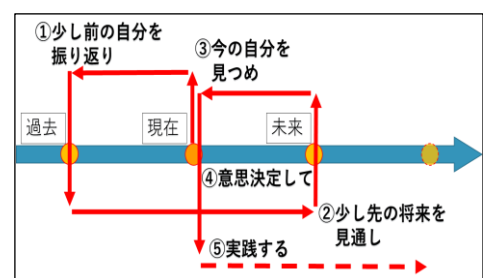 ①少し前の自分を
振り返り
③今の自分を
見つめ
過去
現在
未来
④意思決定して
②少し先の将来を
見通し
⑤実践する